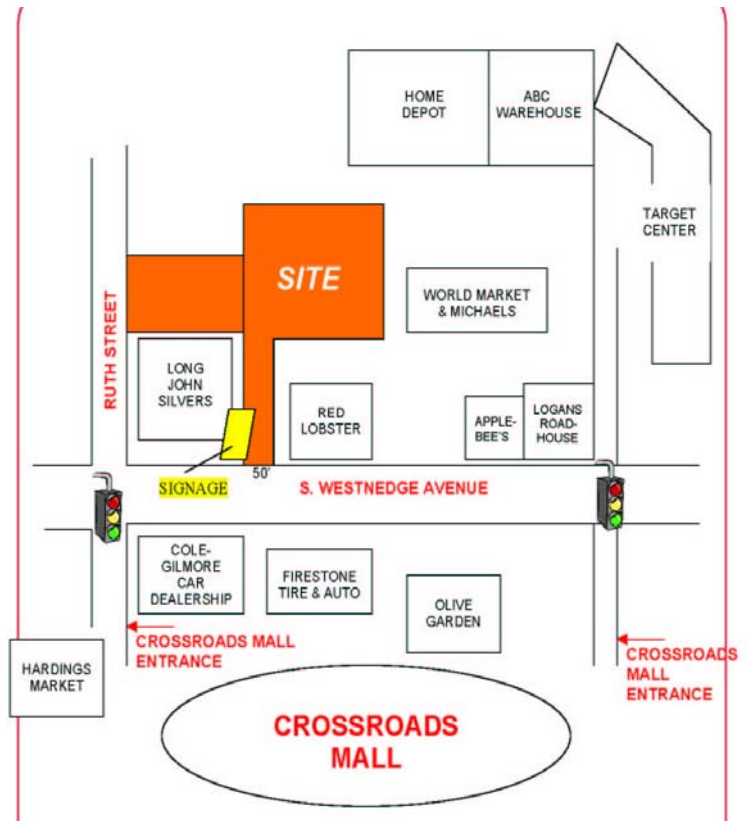 HOME
DEPOT
ABC
WAREHOUSE
TARGET
CENTER
SITE
WORLD MARKET
& MICHAELS
RUTH STREET
LONG
JOHN
SILVERS
RED
LOBSTER
APPLE-
BEE'S
LOGANS
ROAD-
HOUSE
SIGNAGE
50'
S. WESTNEDGE AVENUE
COLE-
GILMORE
CAR
DEALERSHIP
FIRESTONE
TIRE & AUTO
OLIVE
GARDEN
CROSSROADS MALL
ENTRANCE
CROSSROADS
MALL
ENTRANCE
HARDINGS
MARKET
CROSSROADS
MALL